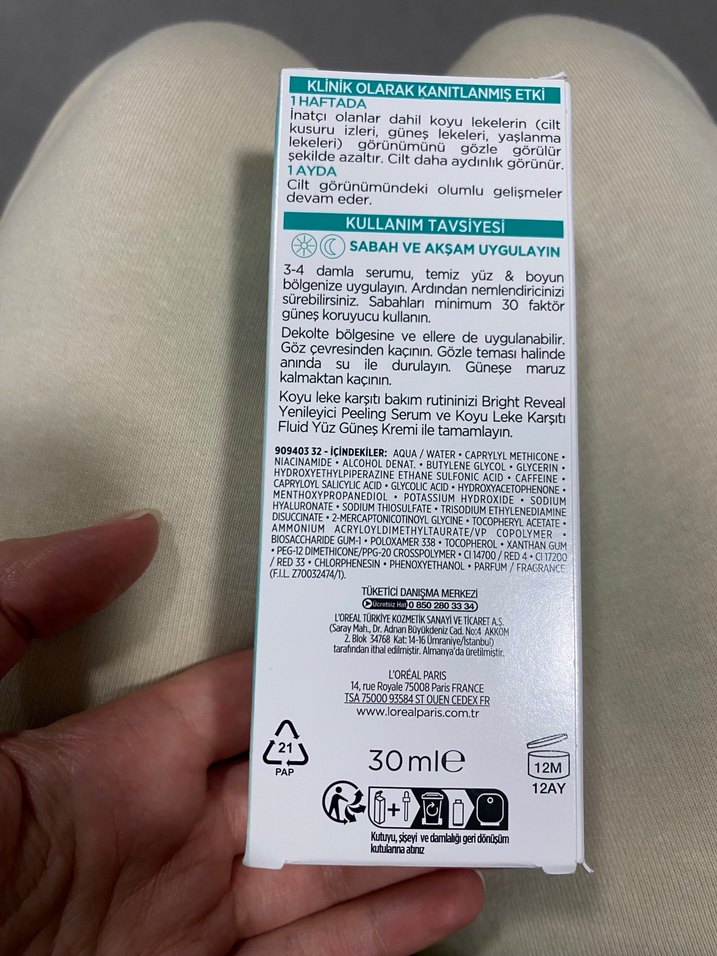 KLİNİK OLARAK KANITLANMIŞ ETKİ
1 HAFTADA
İnatçı olanlar dahil koyu lekelerin (cilt
kusuru izleri, güneş lekeleri, yaşlanma
lekeleri) görünümünü gözle görülür
şekilde azaltır. Cilt daha aydınlık görünür.
1 AYDA
Cilt görünümündeki olumlu gelişmeler
devam eder.
KULLANIM TAVSİYESİ
SABAH VE AKŞAM UYGULAYIN
3-4 damla serumu, temiz yüz & boyun
bölgenize uygulayın. Ardından nemlendiricinizi
sürebilirsiniz. Sabahları minimum 30 faktör
güneş koruyucu kullanın.
Dekolte bölgesine ve ellere de uygulanabilir.
Göz çevresinden kaçının. Gözle teması halinde
anında su ile durulayın. Güneşe maruz
kalmaktan kaçının.
Koyu leke karşıtı bakım rutininizi Bright Reveal
Yenileyici Peeling Serum ve Koyu Leke Karşıtı
Fluid Yüz Güneş Kremi ile tamamlayın.
909403 32 - İÇİNDEKİLER: AQUA / WATER • CAPRYLYL METHICONE •
NIACINAMIDE • ALCOHOL DENAT. • BUTYLENE GLYCOL • GLYCERIN •
HYDROXYETHYLPIPERAZINE ETHANE SULFONIC ACID • CAFFEINE •
CAPRYLOYL SALICYLIC ACID • GLYCOLIC ACID • HYDROXYACETOPHENONE •
MENTHOXYPROPANEDIOL • POTASSIUM HYDROXIDE • SODIUM
HYALURONATE • SODIUM THIOSULFATE • TRISODIUM ETHYLENEDIAMINE
DISUCCINATE • 2-MERCAPTONICOTINOYL GLYCINE • TOCOPHERYL ACETATE •
AMMONIUM ACRYLOYLDIMETHYLTAURATE/VP COPOLYMER •
BIOSACCHARIDE GUM-1 • POLOXAMER 338 • TOCOPHEROL • XANTHAN GUM
• PEG-12 DIMETHICONE/PPG-20 CROSSPOLYMER • CI 14700 / RED 4 • CI 17200
/ RED 33 • CHLORPHENESIN • PHENOXYETHANOL • PARFUM / FRAGRANCE
(F.I.L. Z70032474/1).
TÜKETİCİ DANIŞMA MERKEZİ
Ücretsiz Hat 0 850 280 33 34
L'OREAL TÜRKİYE KOZMETİK SANAYİ VE TİCARET A.Ş.
(Saray Mah., Dr. Adnan Büyükdeniz Cad. No:4 AKKOM
2. Blok 34768 Kat: 14-16 Ümraniye/İstanbul)
tarafından ithal edilmiştir. Almanya'da üretilmiştir.
L'ORÉAL PARIS
14, rue Royale 75008 Paris FRANCE
TSA 75000 93584 ST OUEN CEDEX FR
www.lorealparis.com.tr
21
PAP
30 ml e
12M
12AY
Kutuyu, şişeyi ve damlalığı geri dönüşüm
kutularına atınız